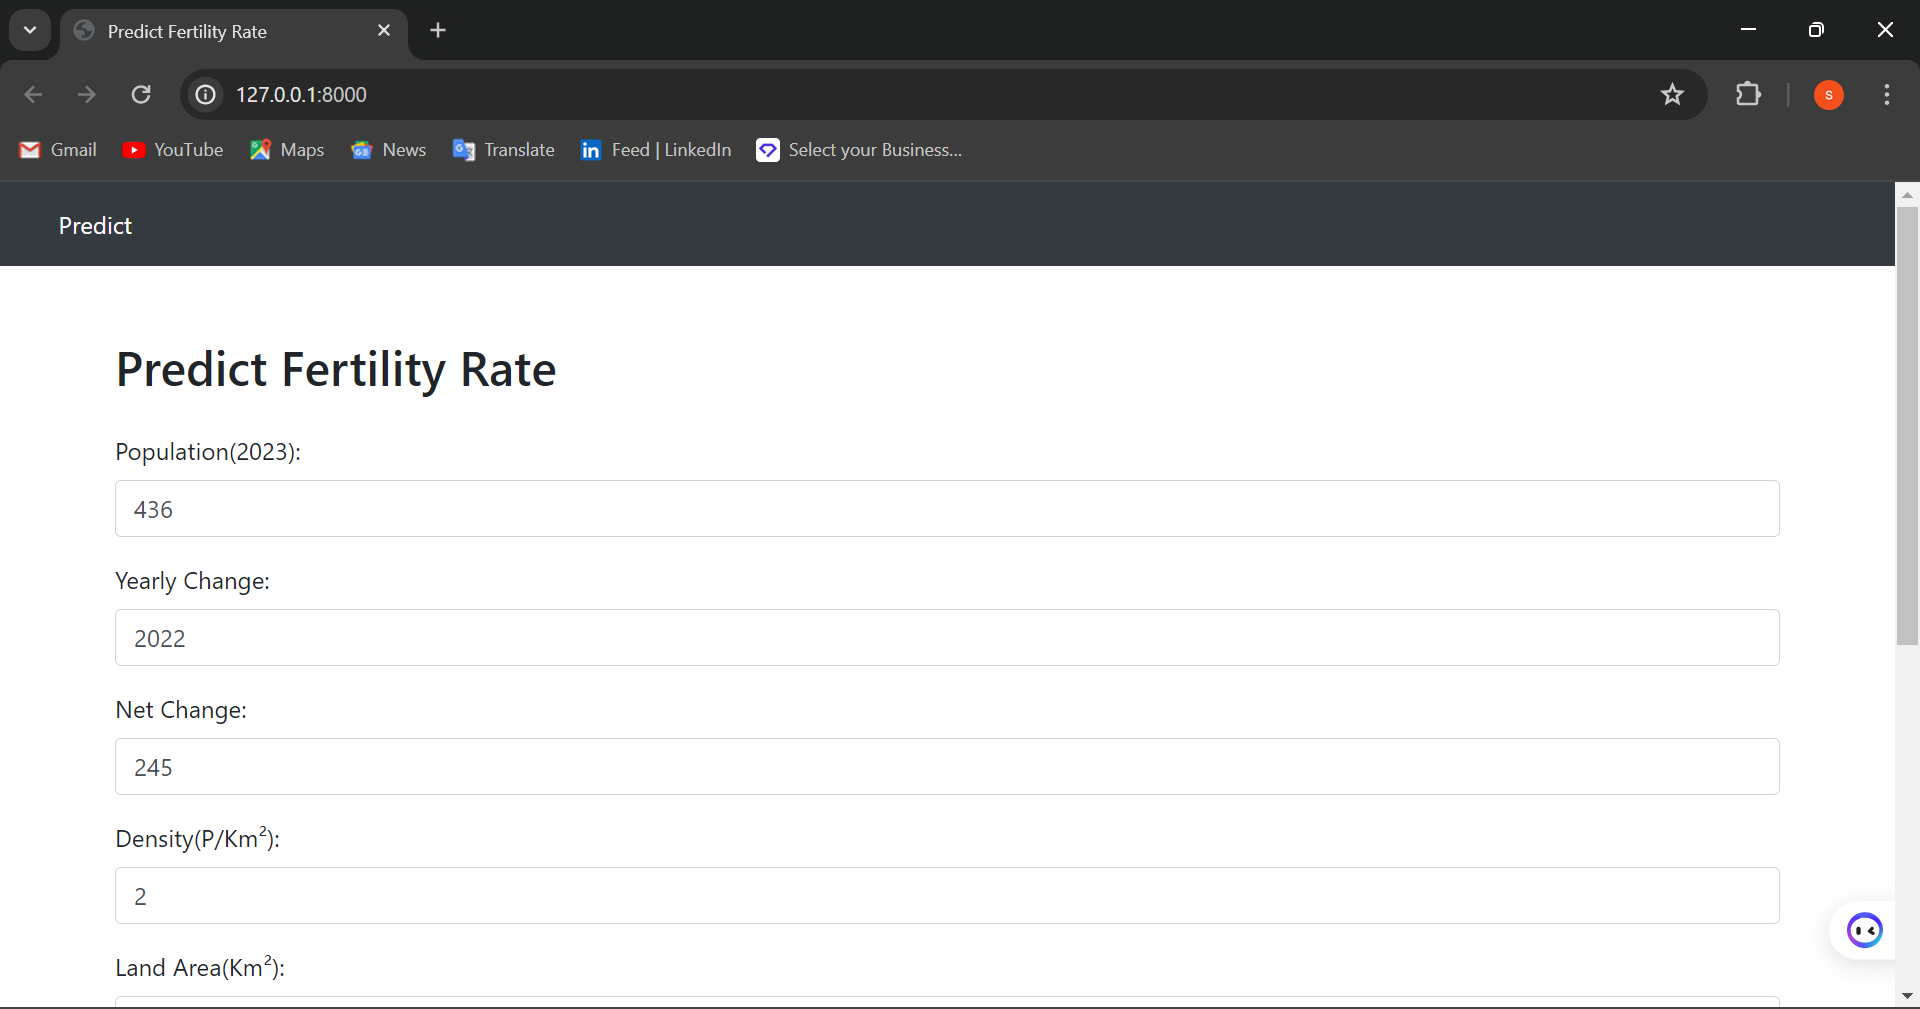 Predict Fertility Rate
127.0.0.1:8000
S
Gmail
YouTube
Maps
News
Translate
Feed | LinkedIn
Select your Business...
Predict
Predict Fertility Rate
Population(2023):
436
Yearly Change:
2022
Net Change:
245
Density(P/Km²):
2
Land Area(Km²):